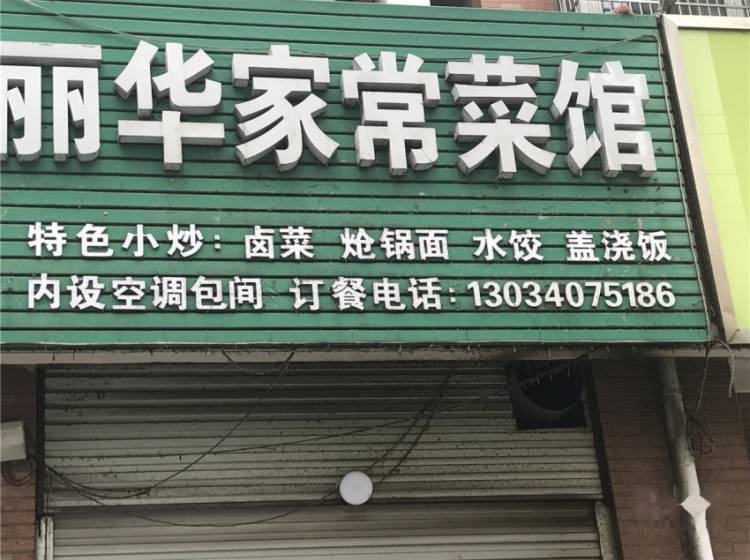 丽华家常菜馆
特色小炒：卤菜 炝锅面 水饺 盖浇饭
内设空调包间 订餐电话：13034075186